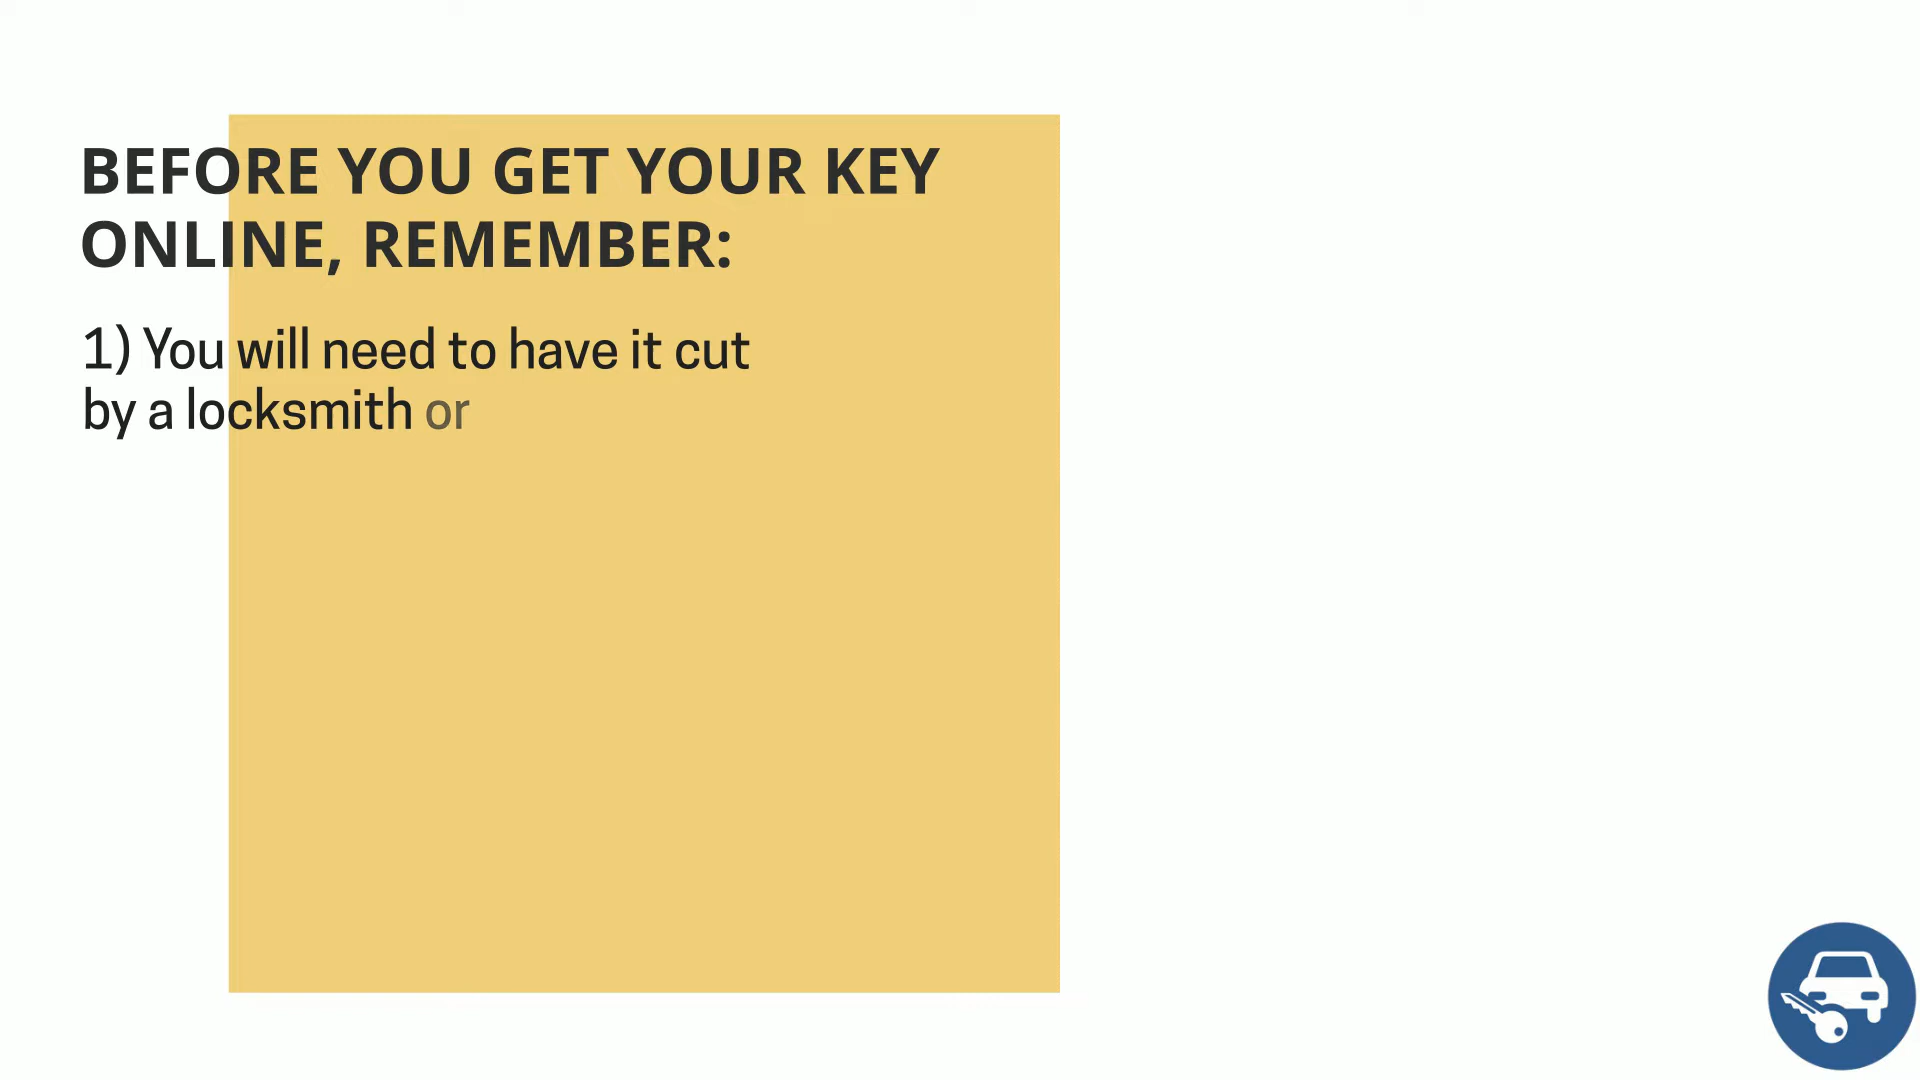 BEFORE YOU GET YOUR KEY
ONLINE, REMEMBER:
1) You will need to have it cut
by a locksmith or